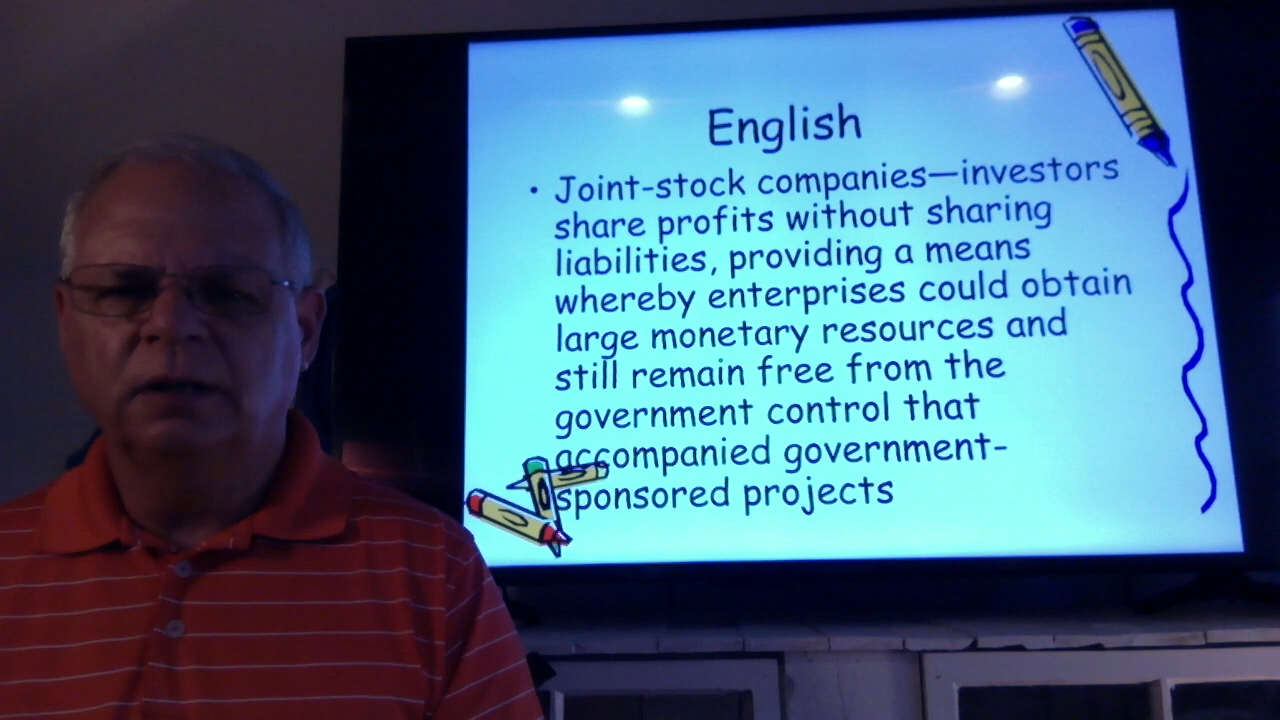 English
• Joint-stock companies—investors
share profits without sharing
liabilities, providing a means
whereby enterprises could obtain
large monetary resources and
still remain free from the
government control that
accompanied government-
sponsored projects